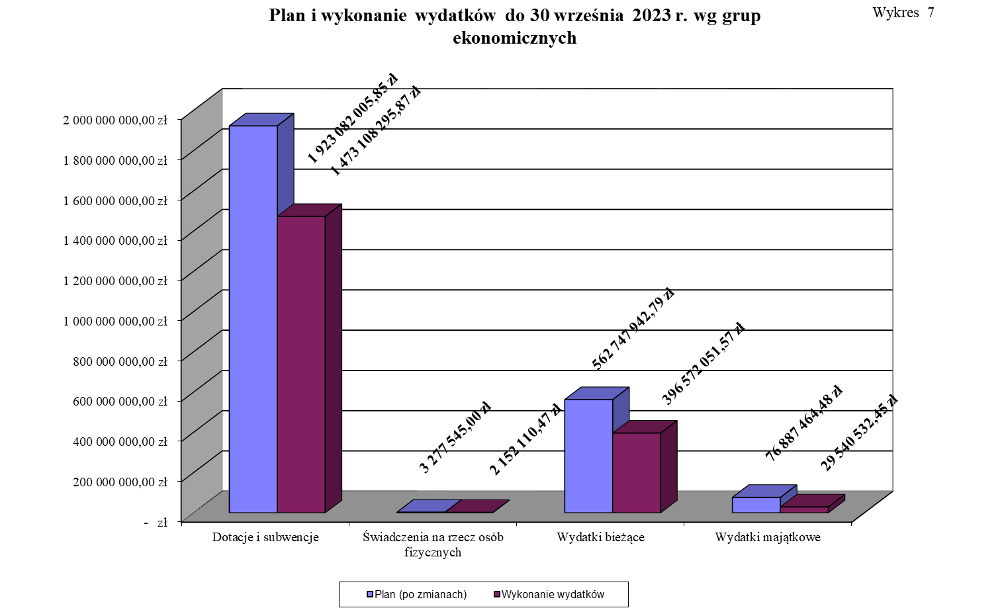 Plan i wykonanie wydatków do 30 września 2023 r. wg grup
ekonomicznych
Wykres 7
2 000 000 000,00 zł
1 800 000 000,00 zł
1 600 000 000,00 zł
1 400 000 000,00 zł
1 200 000 000,00 zł
1 000 000 000,00 zł
800 000 000,00 zł
600 000 000,00 zł
400 000 000,00 zł
200 000 000,00 zł
- zł
1 923 082 005,85 zł
1 473 108 295,87 zł
3 277 545,00 zł
2 152 110,47 zł
562 747 942,79 zł
396 572 051,57 zł
76 887 464,48 zł
29 540 532,45 zł
Dotacje i subwencje
Świadczenia na rzecz osób
fizycznych
Wydatki bieżące
Wydatki majątkowe
Plan (po zmianach)
Wykonanie wydatków